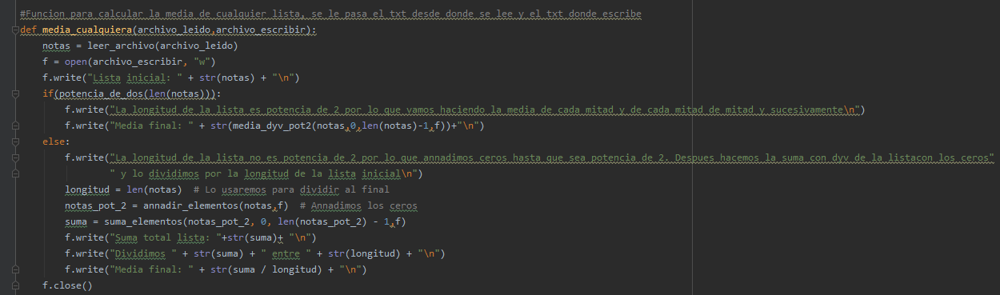 #Funcion para calcular la media de cualquier lista, se le pasa el txt desde donde se lee y el txt donde escribe
def media_cualquiera(archivo_leido,archivo_escribir):
    notas = leer_archivo(archivo_leido)
    f = open(archivo_escribir, "w")
    f.write("Lista inicial: " + str(notas) + "\n")
    if(potencia_de_dos(len(notas))):
        f.write("La longitud de la lista es potencia de 2 por lo que vamos haciendo la media de cada mitad y de cada mitad de mitad y sucesivamente\n")
        f.write("Media final: " + str(media_dyv_pot2(notas,0,len(notas)-1,f))+"\n")
    else:
        f.write("La longitud de la lista no es potencia de 2 por lo que annadimos ceros hasta que sea potencia de 2. Despues hacemos la suma con dyv de la listacon los ceros"
                " y lo dividimos por la longitud de la lista inicial\n")
        longitud = len(notas)  # Lo usaremos para dividir al final
        notas_pot_2 = annadir_elementos(notas,f)  # Annadimos los ceros
        suma = suma_elementos(notas_pot_2, 0, len(notas_pot_2) - 1,f)
        f.write("Suma total lista: "+str(suma)+ "\n")
        f.write("Dividimos " + str(suma) + " entre " + str(longitud) + "\n")
        f.write("Media final: " + str(suma / longitud) + "\n")
    f.close()